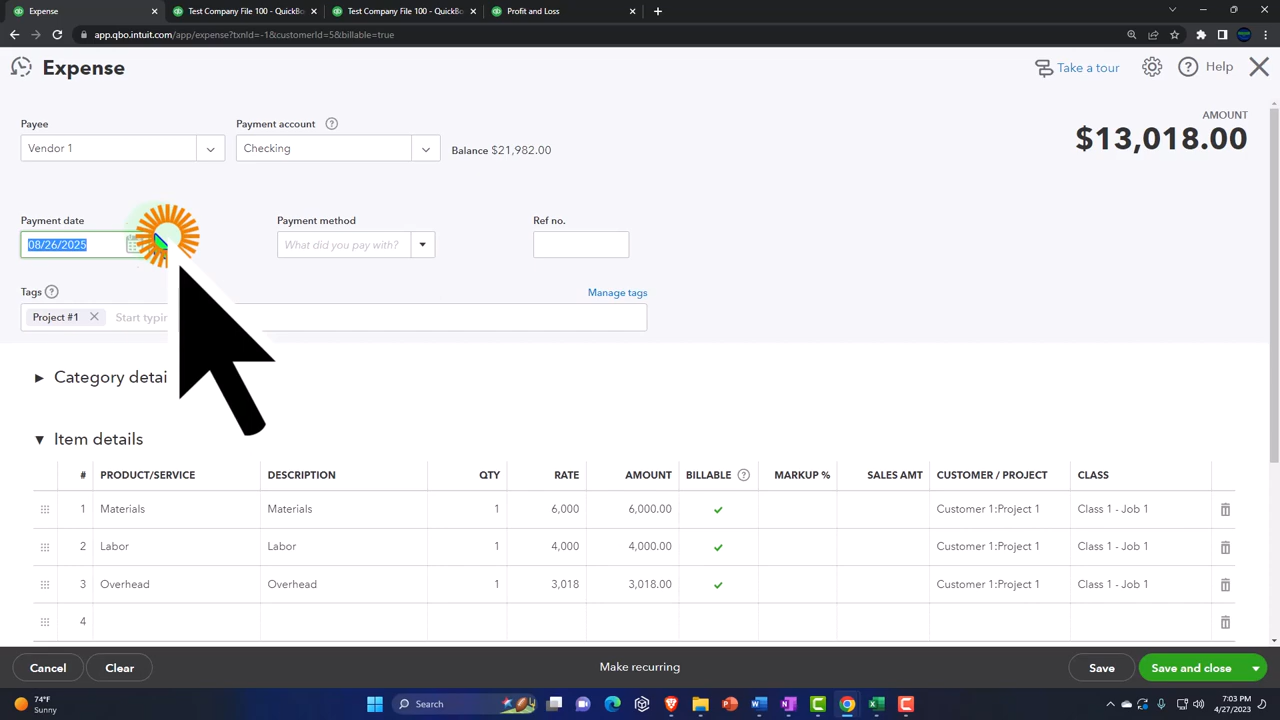 Expense
Test Company File 100 - QuickBo
Test Company File 100 - QuickBo
Profit and Loss
app.qbo.intuit.com/app/expense?txnId=-1&customerId=5&billable=true
Expense
Take a tour
Help
Payee
Payment account
AMOUNT
$13,018.00
Vendor 1
Checking
Balance $21,982.00
Payment date
Payment method
Ref no.
08/26/2025
What did you pay with?
Tags
Manage tags
Project #1
Start typin
Category detai
Item details
# PRODUCT/SERVICE DESCRIPTION QTY RATE AMOUNT BILLABLE MARKUP % SALES AMT CUSTOMER / PROJECT CLASS
1 Materials Materials 1 6,000 6,000.00 Customer 1:Project 1 Class 1 - Job 1
2 Labor Labor 1 4,000 4,000.00 Customer 1:Project 1 Class 1 - Job 1
3 Overhead Overhead 1 3,018 3,018.00 Customer 1:Project 1 Class 1 - Job 1
4
Cancel
Clear
Make recurring
Save
Save and close
74°F
Sunny
Search
7:03 PM
4/27/2023